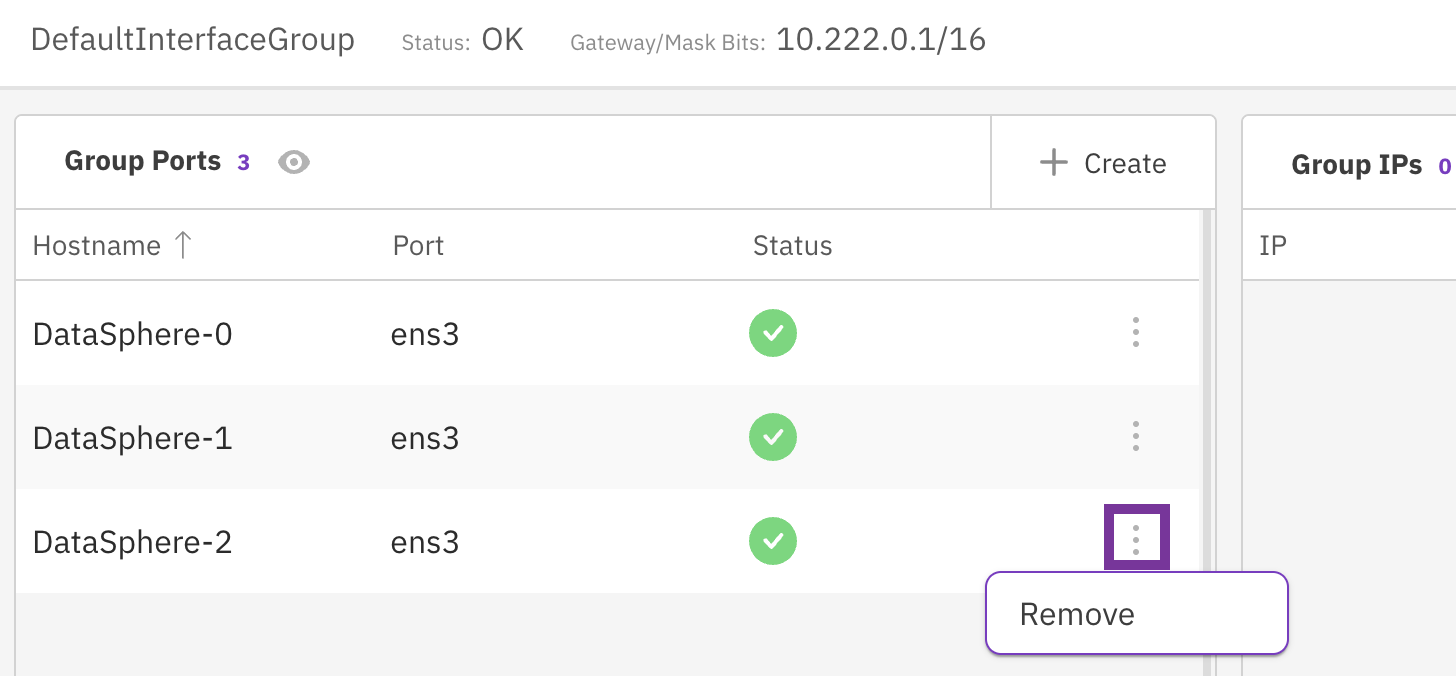 DefaultInterfaceGroup Status: OK Gateway/Mask Bits: 10.222.0.1/16
Group Ports 3 Create Group IPs 0
Hostname ↑ Port Status IP
DataSphere-0 ens3
DataSphere-1 ens3
DataSphere-2 ens3
Remove